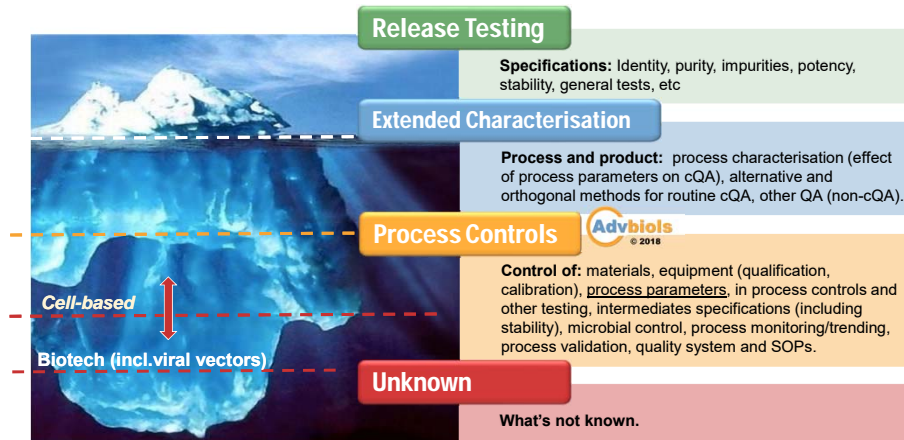 Release Testing
Specifications: Identity, purity, impurities, potency,
stability, general tests, etc
Extended Characterisation
Process and product: process characterisation (effect
of process parameters on cQA), alternative and
orthogonal methods for routine cQA, other QA (non-cQA).
Process Controls
Advbiols
© 2018
Control of: materials, equipment (qualification,
calibration), process parameters, in process controls and
other testing, intermediates specifications (including
stability), microbial control, process monitoring/trending,
process validation, quality system and SOPs.
Cell-based
Biotech (incl.viral vectors)
Unknown
What's not known.